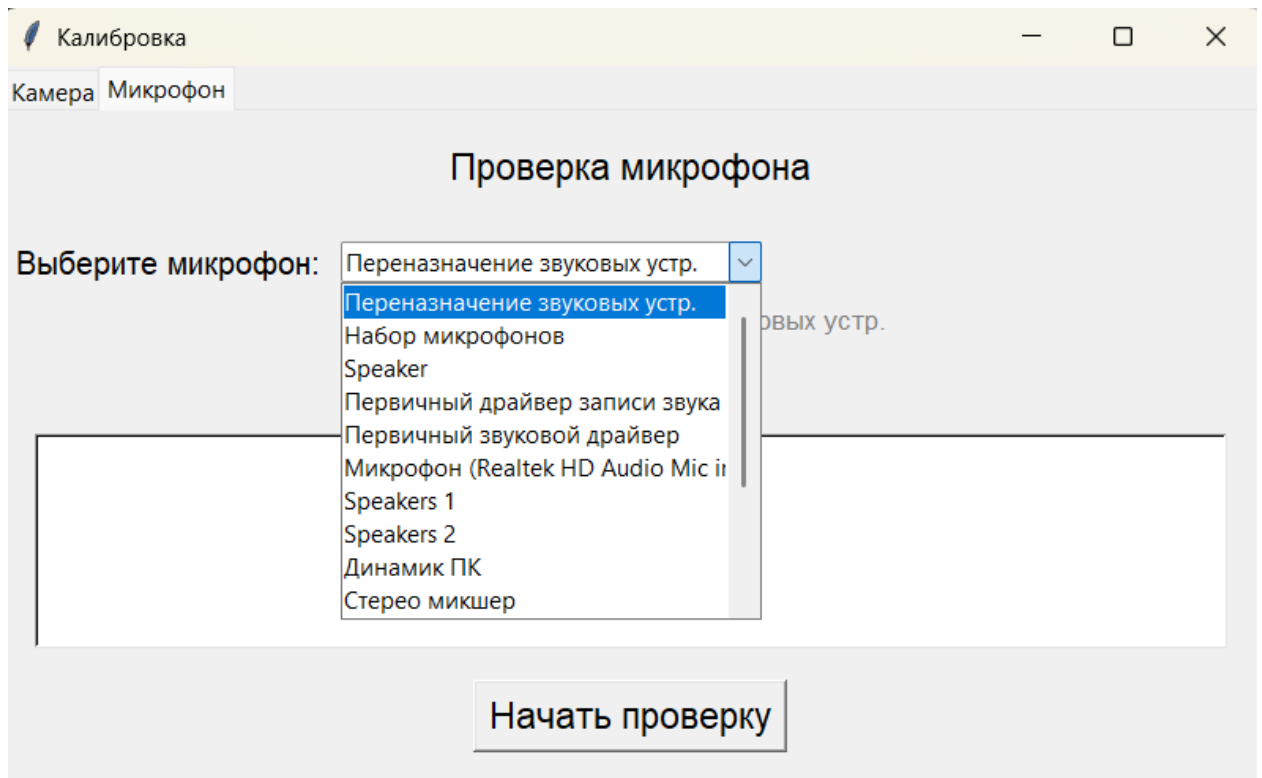 Калибровка
Камера Микрофон
Проверка микрофона
Выберите микрофон: Переназначение звуковых устр.
Переназначение звуковых устр.
устр.
Набор микрофонов
Speaker
Первичный драйвер записи звука
Первичный звуковой драйвер
Микрофон (Realtek HD Audio Mic
Speakers 1
Speakers 2
Динамик ПК
Стерео микшер
Начать проверку